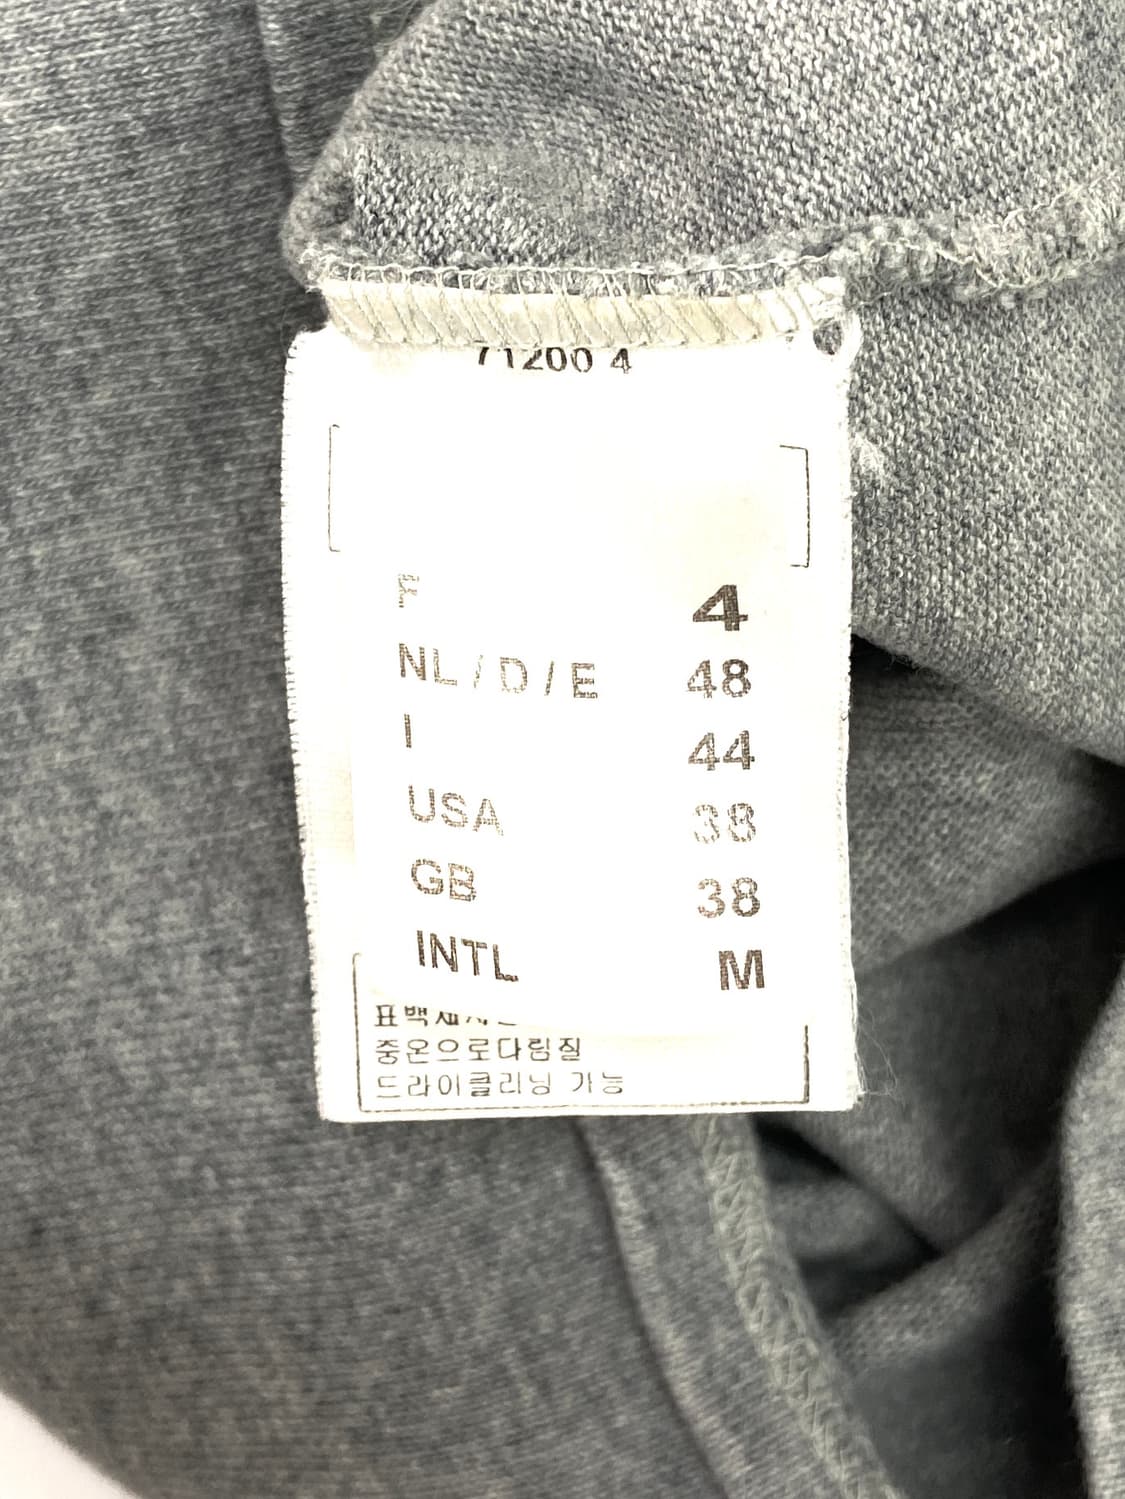 71200 4
F 4
NL / D / E 48
I 44
USA 38
GB 38
INTL M
중온으로다림질
드라이클리닝 가능